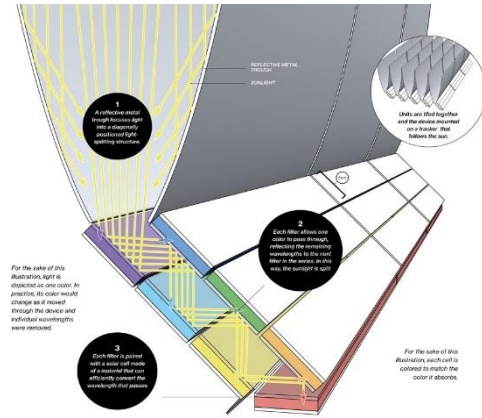 REFLECTIVE METAL
TROUGH
SUNLIGHT
1
A reflective metal
trough focuses light
into a diagonally
positioned light-
splitting structure.
Units are tiled together
and the device mounted
on a tracker that
follows the sun.
2
Each filter allows one
color to pass through,
reflecting the remaining
wavelengths to the next
filter in the series. In this
way, the sunlight is split
For the sake of this
illustration, light is
depicted as one color. In
practice, its color would
change as it moved
through the device and
individual wavelengths
were removed.
3
Each filter is paired
with a solar cell made
of a material that can
efficiently convert the
wavelength that passes
For the sake of this
illustration, each cell is
colored to match the
color it absorbs.